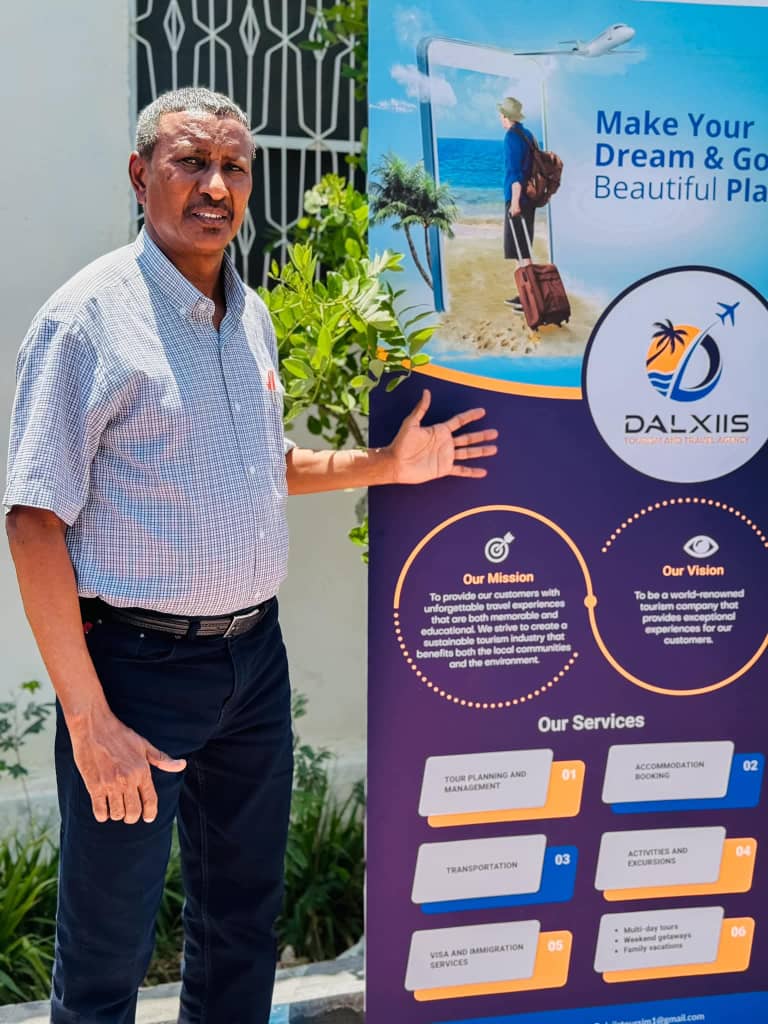 Make Your
Dream & Go
Beautiful Pla
DALXIIS
TOURISM AND TRAVEL AGENCY
Our Mission
To provide our customers with
unforgettable travel experiences
that are both memorable and
educational. We strive to create a
sustainable tourism industry that
benefits both the local communities
and the environment.
Our Vision
To be a world-renowned
tourism company that
provides exceptional
experiences for our
customers.
Our Services
TOUR PLANNING AND
MANAGEMENT
01
ACCOMMODATION
BOOKING
02
TRANSPORTATION
03
ACTIVITIES AND
EXCURSIONS
04
VISA AND IMMIGRATION
SERVICES
05
• Multi-day tours
• Weekend getaways
• Family vacations
06